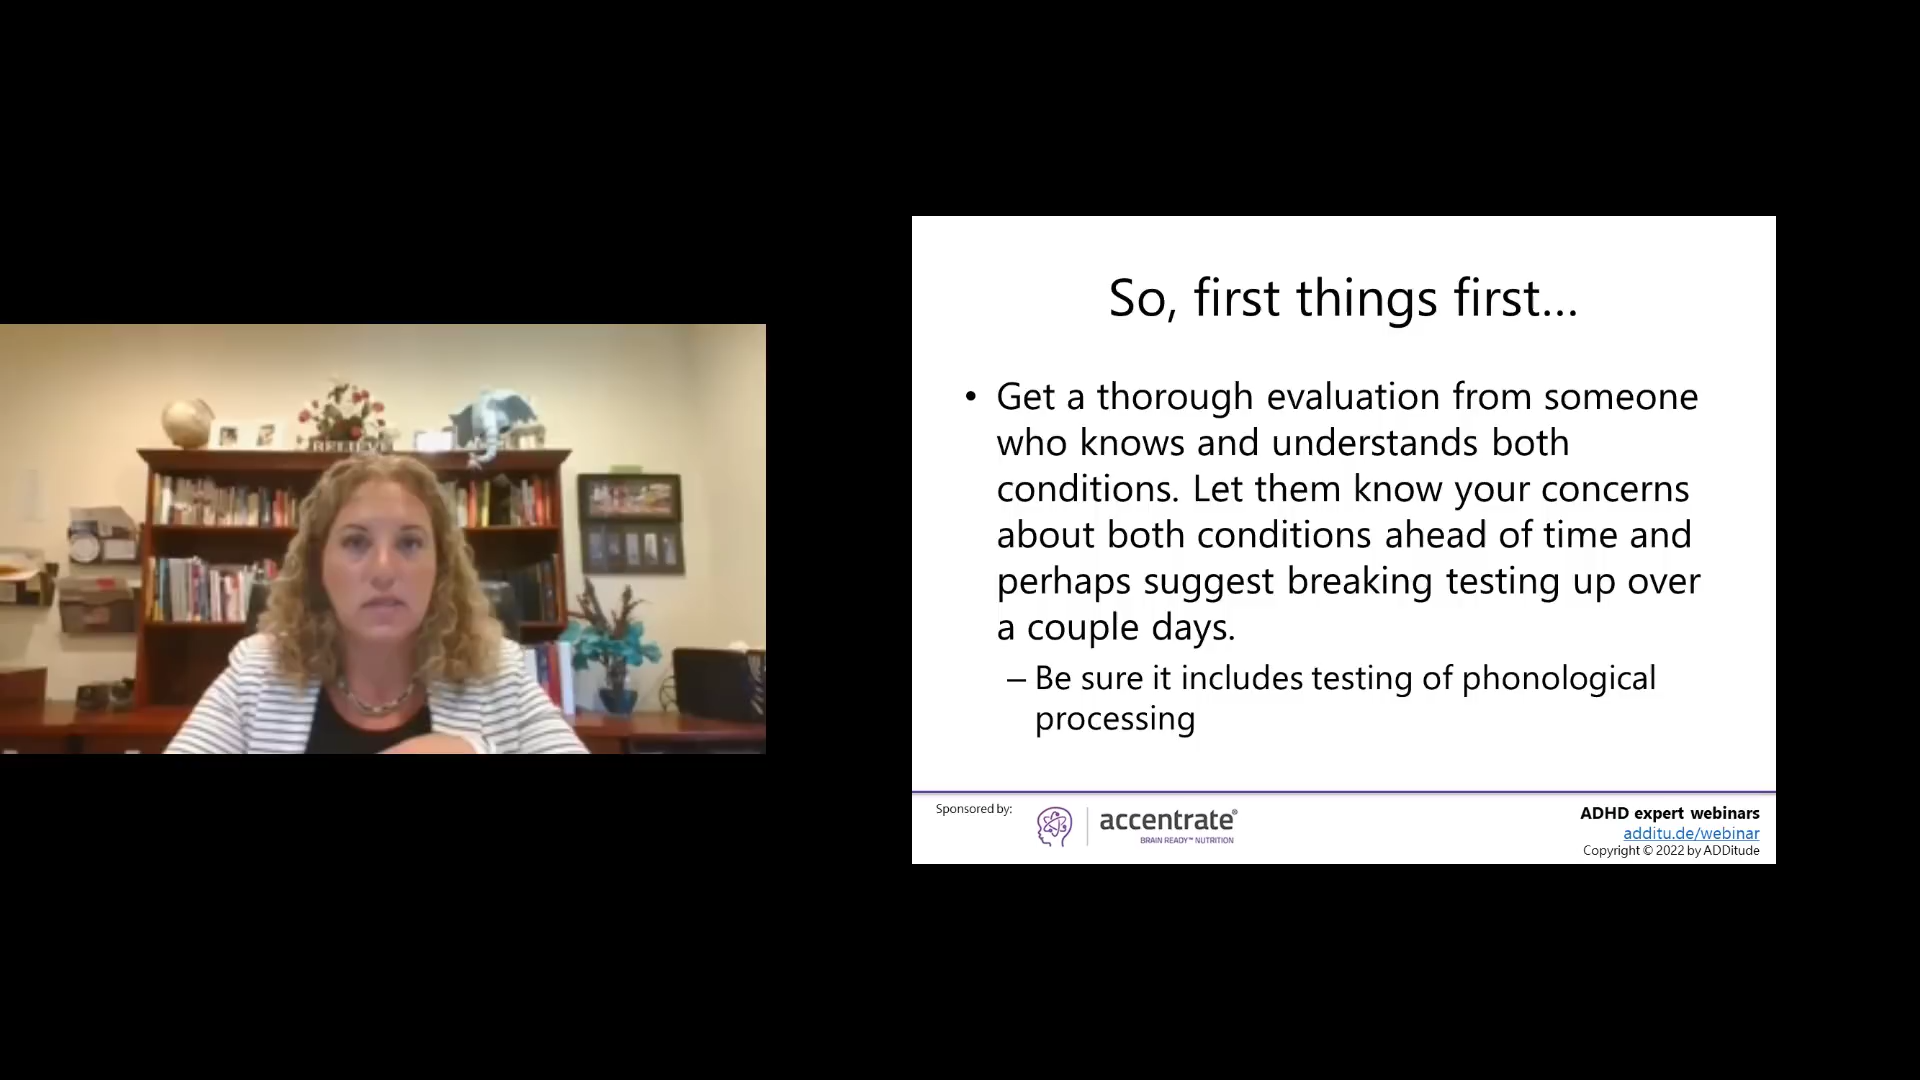 BELIEVE
So, first things first...
• Get a thorough evaluation from someone
who knows and understands both
conditions. Let them know your concerns
about both conditions ahead of time and
perhaps suggest breaking testing up over
a couple days.
– Be sure it includes testing of phonological
processing
Sponsored by:
accentrate®
BRAIN READY™ NUTRITION
ADHD expert webinars
additu.de/webinar
Copyright © 2022 by ADDitude